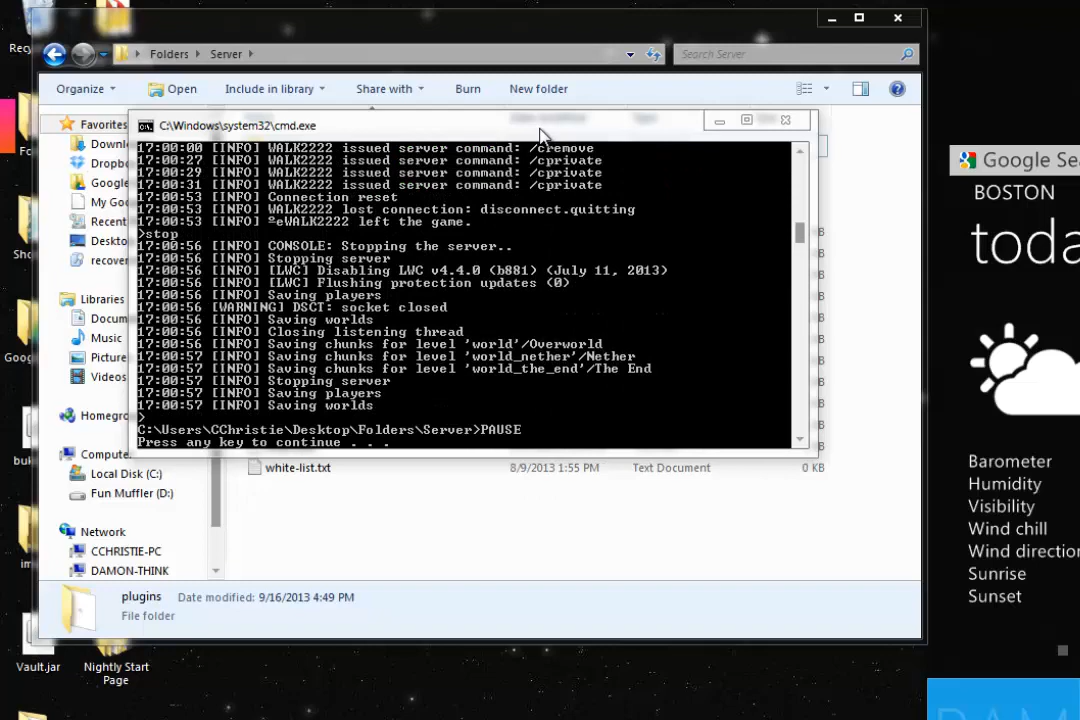 Folders
Server
Search Server
Organize
Open
Include in library
Share with
Burn
New folder
C:\Windows\system32\cmd.exe
Favorites
17:00:00 [INFO] WALK2222 issued server command:
17:00:27 [INFO] WALK2222 issued server command: /cprivate
17:00:29 [INFO] WALK2222 issued server command: /cprivate
17:00:31 [INFO] WALK2222 issued server command: /cprivate
17:00:53 [INFO] Connection reset
17:00:53 [INFO] WALK2222 lost connection: disconnect.quitting
17:00:53 [INFO] ºeWALK2222 left the game.
>stop
17:00:56 [INFO] CONSOLE: Stopping the server..
17:00:56 [INFO] Stopping server
17:00:56 [INFO] [LWC] Disabling LWC v4.4.0 (b881) (July 11, 2013)
17:00:56 [INFO] [LWC] Flushing protection updates (0)
17:00:56 [INFO] Saving players
17:00:56 [WARNING] DSCT: socket closed
17:00:56 [INFO] Saving worlds
17:00:56 [INFO] Closing listening thread
17:00:56 [INFO] Saving chunks for level 'world'/Overworld
17:00:57 [INFO] Saving chunks for level 'world_nether'/Nether
17:00:57 [INFO] Saving chunks for level 'world_the_end'/The End
17:00:57 [INFO] Stopping server
17:00:57 [INFO] Saving players
17:00:57 [INFO] Saving worlds
>
C:\Users\CChristie\Desktop\Folders\Server>PAUSE
Press any key to continue . . .
Downl
Dropbo
Google
My Goo
Recent
Deskto
recover
Libraries
Docum
Music
Picture
Videos
Homegro
Compute
Local Disk (C:)
Fun Muffler (D:)
Network
CCHRISTIE-PC
DAMON-THINK
white-list.txt
8/9/2013 1:55 PM
Text Document
0 KB
plugins
Date modified: 9/16/2013 4:49 PM
File folder
Vault.jar
Nightly Start
Page
Google Sea
BOSTON
toda
Barometer
Humidity
Visibility
Wind chill
Wind direction
Sunrise
Sunset